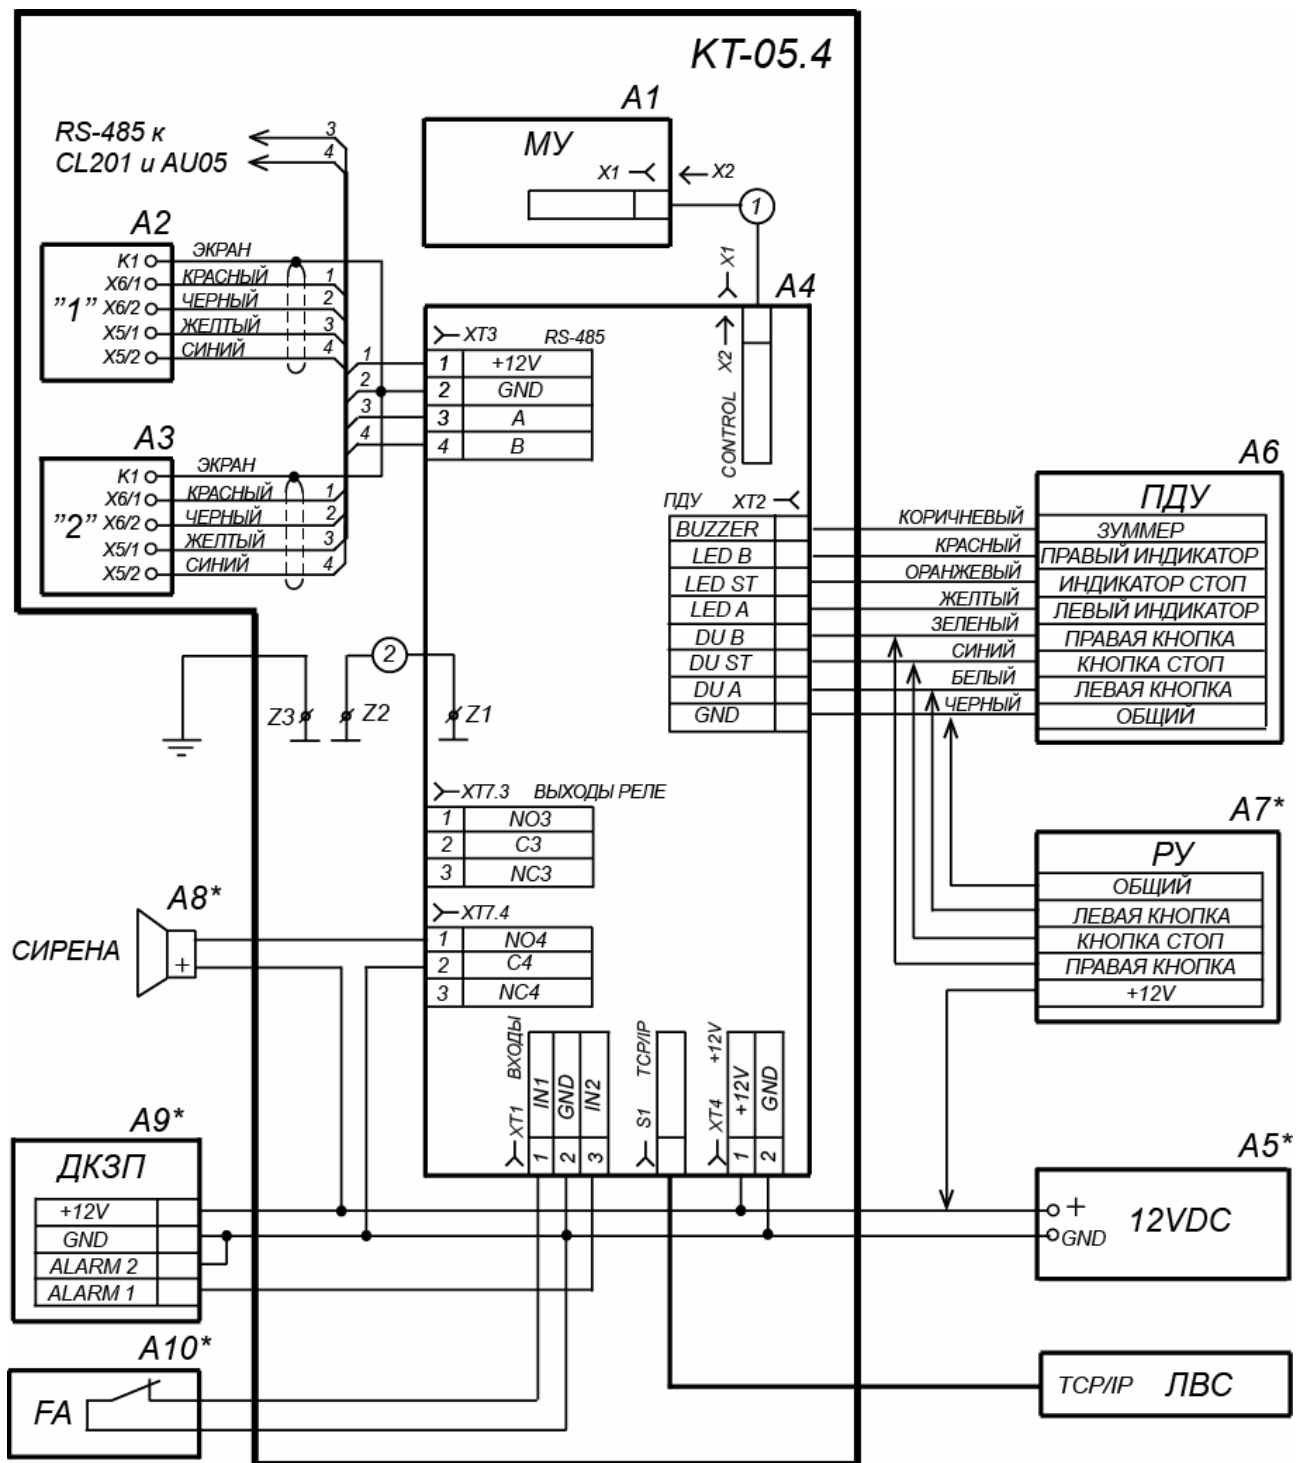 КТ-05.4
A1
МУ
X1
X2
1
RS-485 к
CL201 и AU05
3
4
A2
"1"
K1 ЭКРАН
X6/1 КРАСНЫЙ 1
X6/2 ЧЕРНЫЙ 2
X5/1 ЖЕЛТЫЙ 3
X5/2 СИНИЙ 4
A3
"2"
K1 ЭКРАН
X6/1 КРАСНЫЙ 1
X6/2 ЧЕРНЫЙ 2
X5/1 ЖЕЛТЫЙ 3
X5/2 СИНИЙ 4
A4
X1
CONTROL X2
XT3 RS-485
1 1 +12V
2 2 GND
3 3 A
4 4 B
ПДУ XT2
BUZZER
LED B
LED ST
LED A
DU B
DU ST
DU A
GND
КОРИЧНЕВЫЙ
КРАСНЫЙ
ОРАНЖЕВЫЙ
ЖЕЛТЫЙ
ЗЕЛЕНЫЙ
СИНИЙ
БЕЛЫЙ
ЧЕРНЫЙ
A6
ПДУ
ЗУММЕР
ПРАВЫЙ ИНДИКАТОР
ИНДИКАТОР СТОП
ЛЕВЫЙ ИНДИКАТОР
ПРАВАЯ КНОПКА
КНОПКА СТОП
ЛЕВАЯ КНОПКА
ОБЩИЙ
2
Z3
Z2
Z1
XT7.3 ВЫХОДЫ РЕЛЕ
1 NO3
2 C3
3 NC3
XT7.4
1 NO4
2 C4
3 NC4
A7*
РУ
ОБЩИЙ
ЛЕВАЯ КНОПКА
КНОПКА СТОП
ПРАВАЯ КНОПКА
+12V
A8*
СИРЕНА
+
XT1 ВХОДЫ
1 IN1
2 GND
3 IN2
S1 TCP/IP
XT4 +12V
1 +12V
2 GND
A9*
ДКЗП
+12V
GND
ALARM 2
ALARM 1
A5*
+
GND
12VDC
A10*
FA
TCP/IP ЛВС